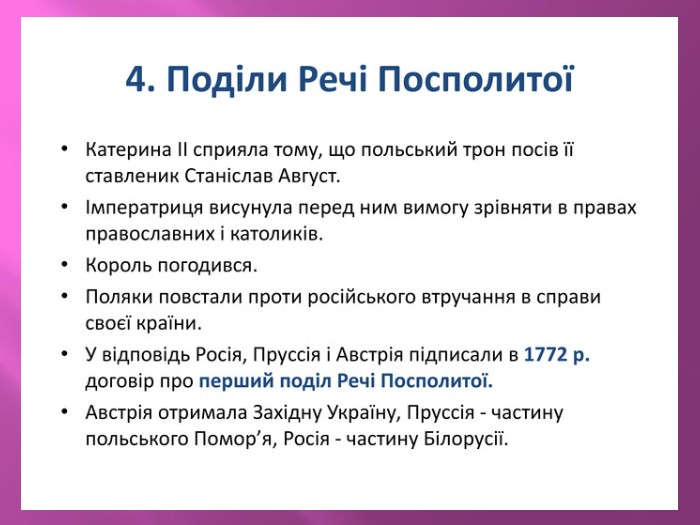 4. Поділи Речі Посполитої
• Катерина ІІ сприяла тому, що польський трон посів її
ставленик Станіслав Август.
• Імператриця висунула перед ним вимогу зрівняти в правах
православних і католиків.
• Король погодився.
• Поляки повстали проти російського втручання в справи
своєї країни.
• У відповідь Росія, Пруссія і Австрія підписали в 1772 р.
договір про перший поділ Речі Посполитої.
• Австрія отримала Західну Україну, Пруссія - частину
польського Помор’я, Росія - частину Білорусії.